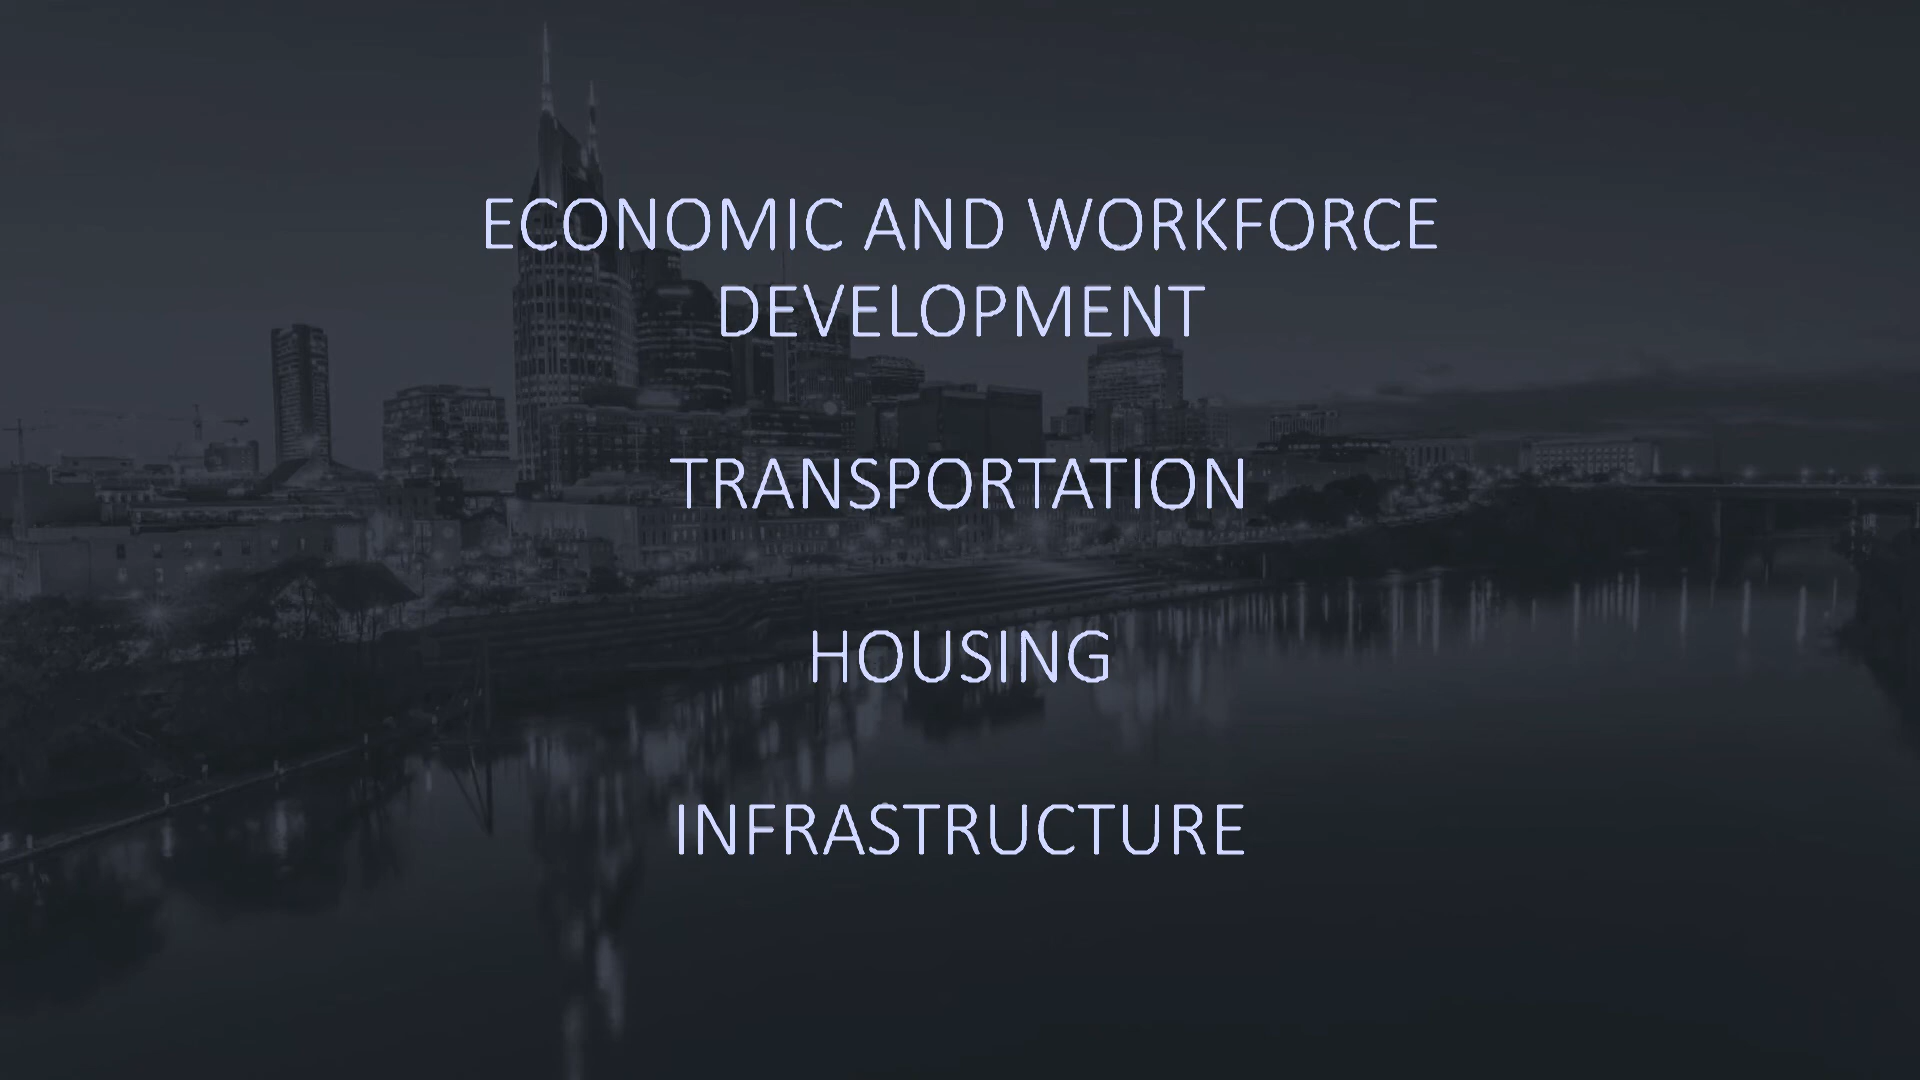 ECONOMIC AND WORKFORCE
DEVELOPMENT
TRANSPORTATION
HOUSING
INFRASTRUCTURE